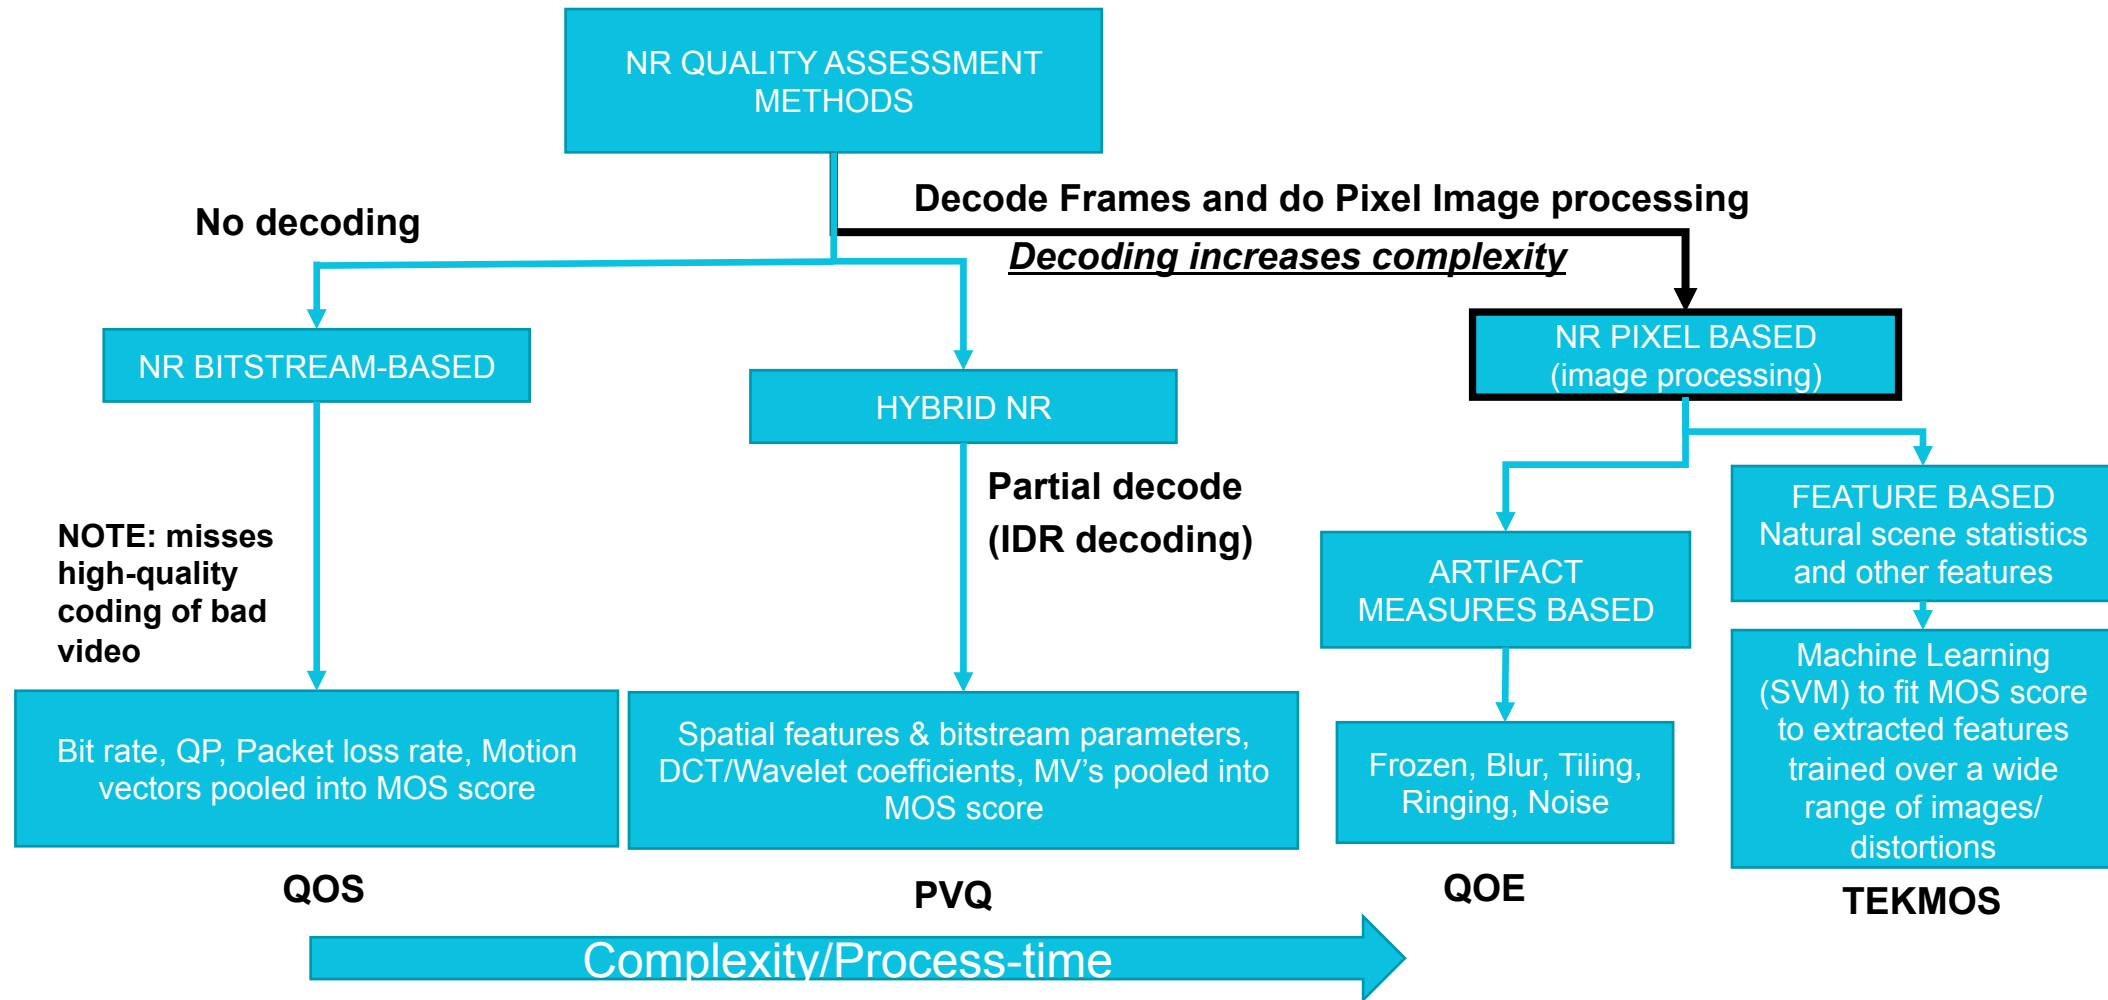 NR QUALITY ASSESSMENT
METHODS
No decoding
Decode Frames and do Pixel Image processing
Decoding increases complexity
NR BITSTREAM-BASED
HYBRID NR
NR PIXEL BASED
(image processing)
NOTE: misses
high-quality
coding of bad
video
Partial decode
(IDR decoding)
ARTIFACT
MEASURES BASED
FEATURE BASED
Natural scene statistics
and other features
Bit rate, QP, Packet loss rate, Motion
vectors pooled into MOS score
Spatial features & bitstream parameters,
DCT/Wavelet coefficients, MV's pooled into
MOS score
Frozen, Blur, Tiling,
Ringing, Noise
Machine Learning
(SVM) to fit MOS score
to extracted features
trained over a wide
range of images/
distortions
QOS
PVQ
QOE
TEKMOS
Complexity/Process-time